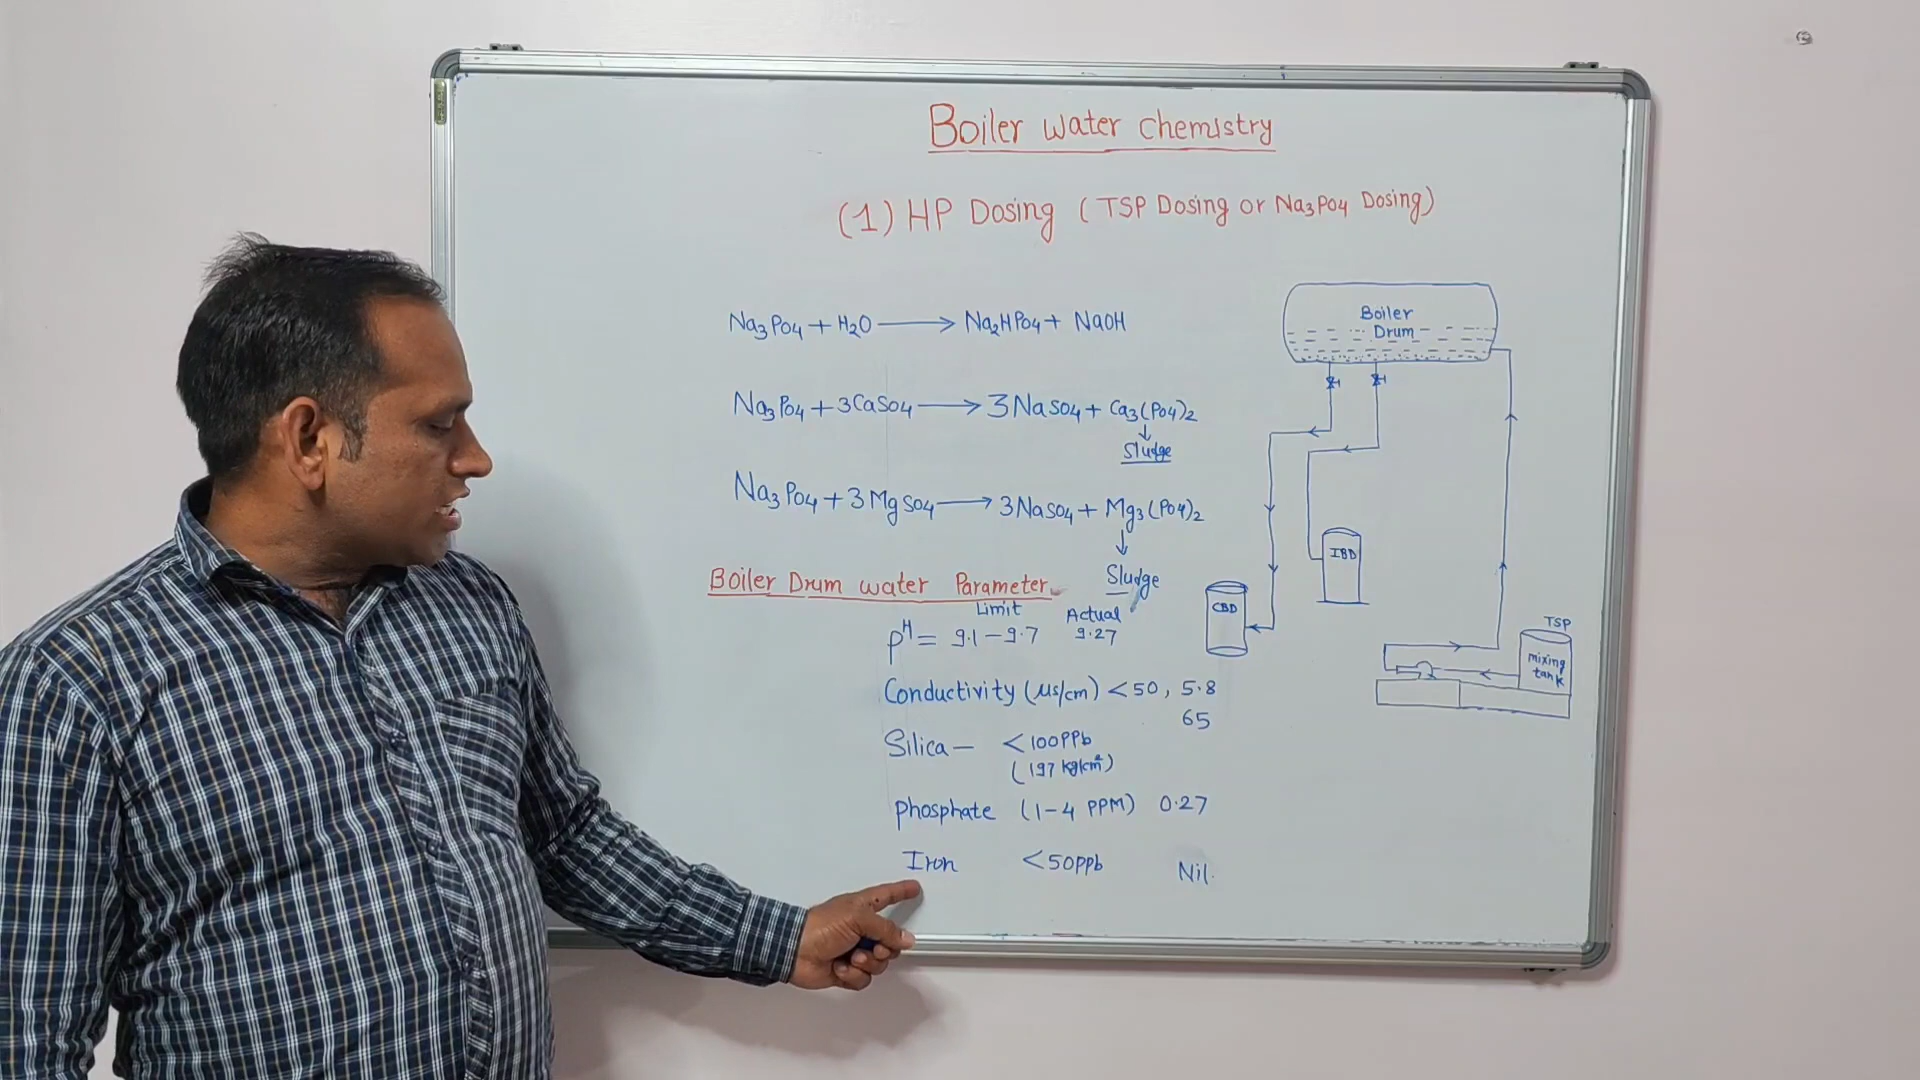 Boiler water chemistry
(1) HP Dosing (TSP Dosing or Na3PO4 Dosing)
Na3PO4 + H2O → Na2HPO4 + NaOH
Na3PO4 + 3CaSO4 → 3NaSO4 + Ca3(PO4)2
↓
Sludge
Na3PO4 + 3MgSO4 → 3NaSO4 + Mg3(PO4)2
↓
Sludge
Boiler Drum water Parameter
Limit Actual
pH = 9.1 – 9.7 9.27
Conductivity (µs/cm) <50, 5.8
65
Silica – <100PPb
(197 kg/cm2)
Phosphate (1-4 PPM) 0.27
Iron <50ppb Nil.
Boiler
Drum
IBD
CBD
TSP
mixing
tank